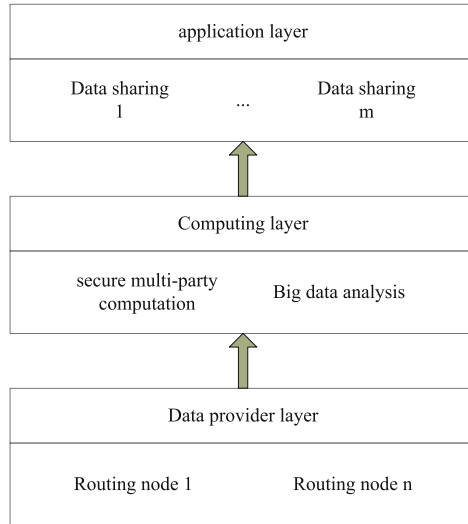 application layer
Data sharing 1
...
Data sharing m
Computing layer
secure multi-party computation
Big data analysis
Data provider layer
Routing node 1
Routing node n